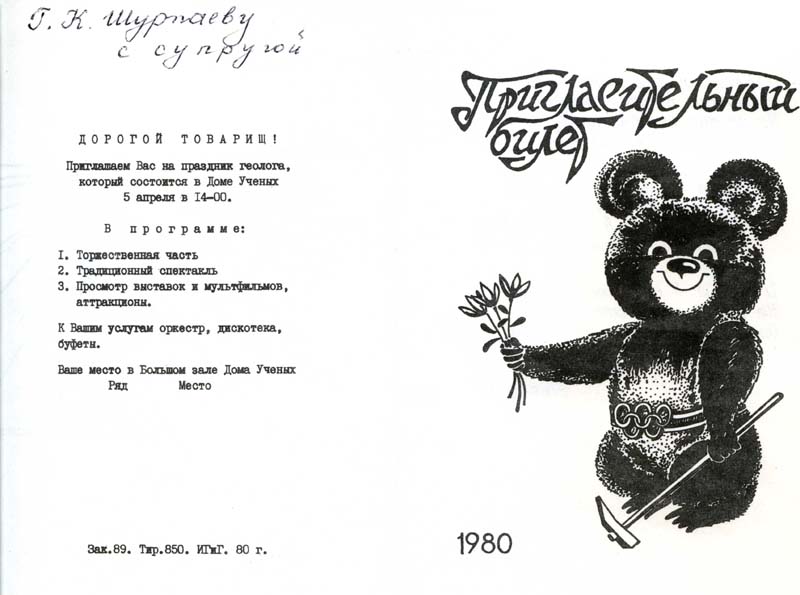 Г. К. Шурпаеву
с супругой
ДОРОГОЙ ТОВАРИЩ!
Приглашаем Вас на праздник геолога,
который состоится в Доме Ученых
5 апреля в 14-00.
В программе:
1. Торжественная часть
2. Традиционный спектакль
3. Просмотр выставок и мультфильмов,
аттракционы.
К Вашим услугам оркестр, дискотека,
буфеты.
Ваше место в Большом зале Дома Ученых
Ряд Место
Зак.89. Тир.850. ИГиГ. 80 г.
Пригласительный
билет
1980